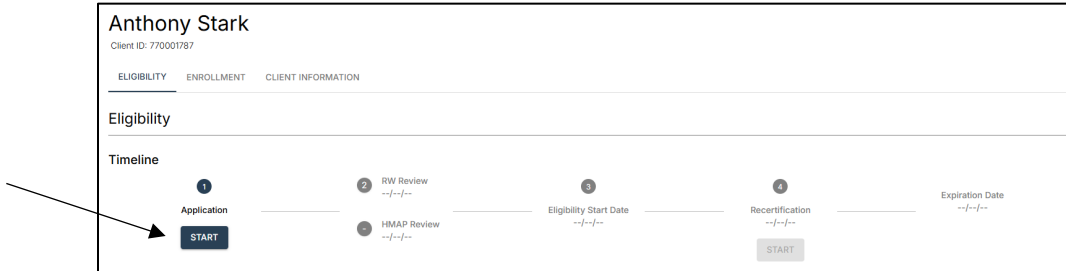 Anthony Stark
Client ID: 770001787
ELIGIBILITY ENROLLMENT CLIENT INFORMATION
Eligibility
Timeline
1
Application
START
2 RW Review
--/--/--
- HMAP Review
--/--/--
3
Eligibility Start Date
--/--/--
4
Recertification
--/--/--
START
Expiration Date
--/--/--